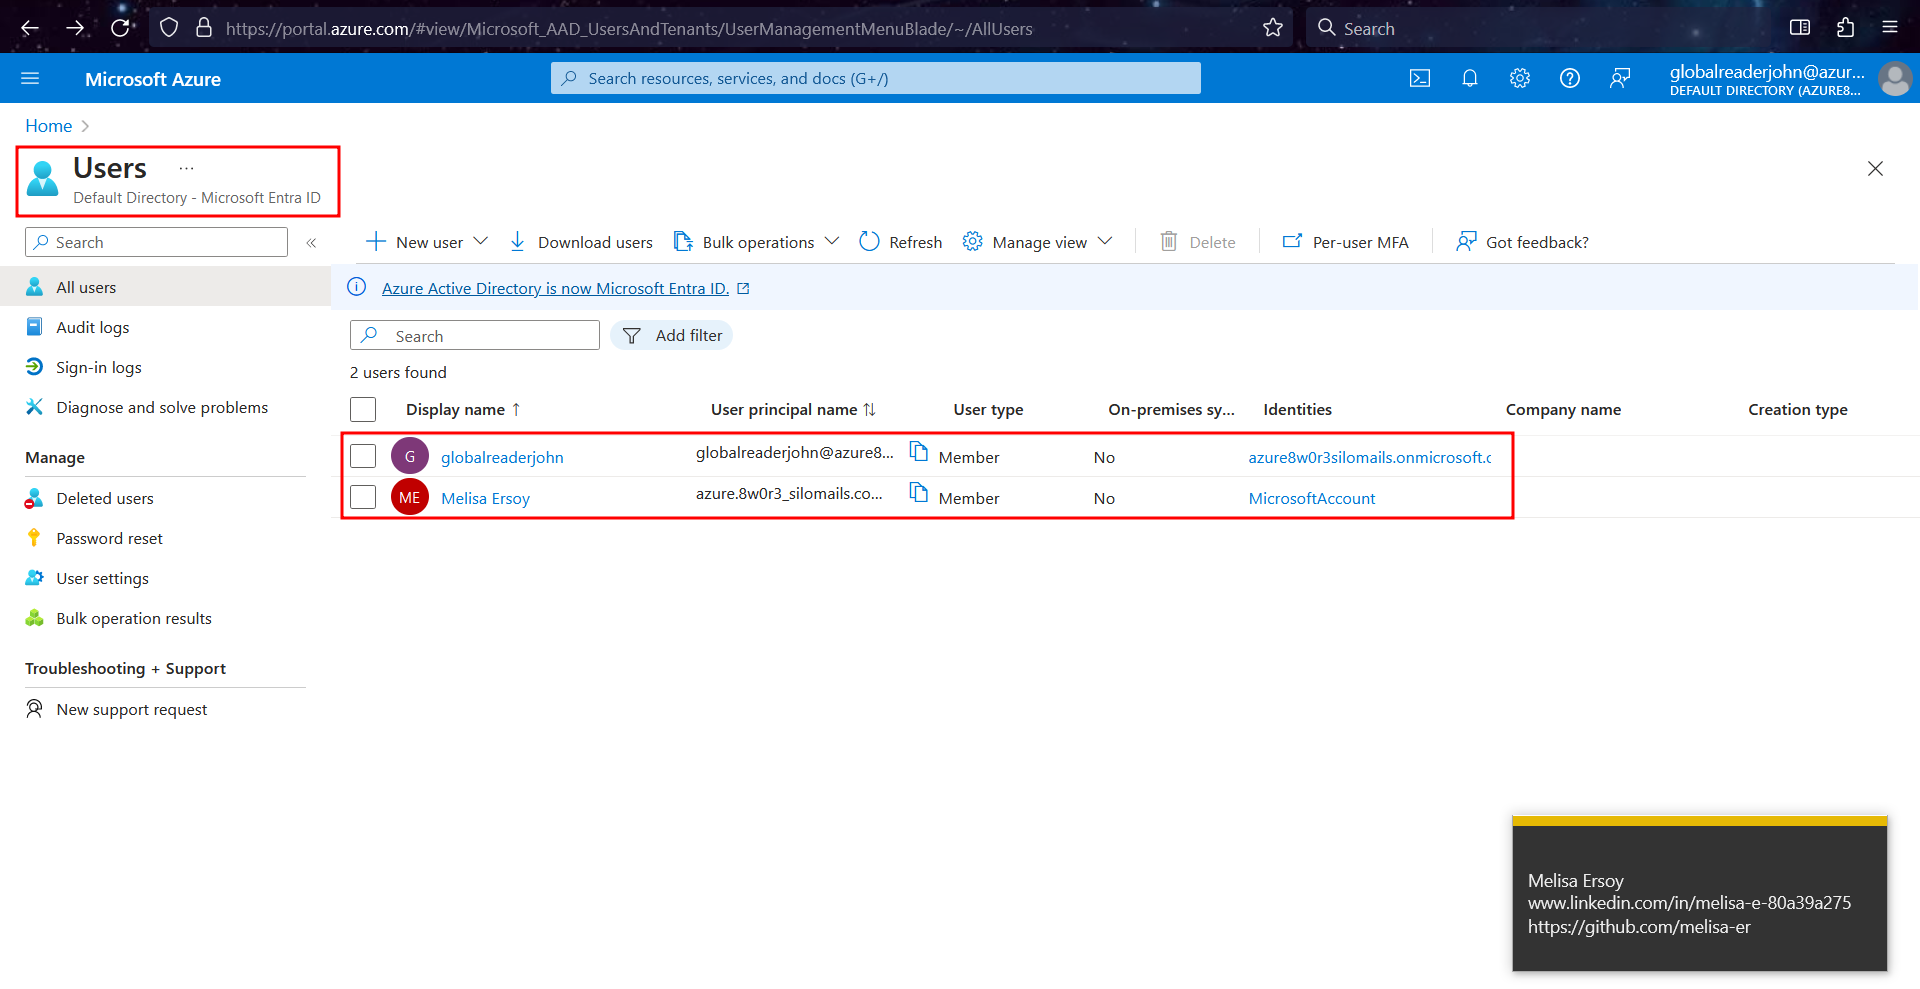 https://portal.azure.com/#view/Microsoft_AAD_UsersAndTenants/UserManagementMenuBlade/~/AllUsers
Search
Microsoft Azure
Search resources, services, and docs (G+/)
globalreaderjohn@azur...
DEFAULT DIRECTORY (AZURE8...
Home
Users ...
Default Directory - Microsoft Entra ID
Search
«
New user
Download users
Bulk operations
Refresh
Manage view
Delete
Per-user MFA
Got feedback?
All users
Audit logs
Sign-in logs
Diagnose and solve problems
Manage
Deleted users
Password reset
User settings
Bulk operation results
Troubleshooting + Support
New support request
Azure Active Directory is now Microsoft Entra ID.
Search
Add filter
2 users found
Display name ↑ User principal name ↑↓ User type On-premises sy... Identities Company name Creation type
G globalreaderjohn globalreaderjohn@azure8... Member No azure8w0r3silomails.onmicrosoft.c
ME Melisa Ersoy azure.8w0r3_silomails.co... Member No MicrosoftAccount
Melisa Ersoy
www.linkedin.com/in/melisa-e-80a39a275
https://github.com/melisa-er